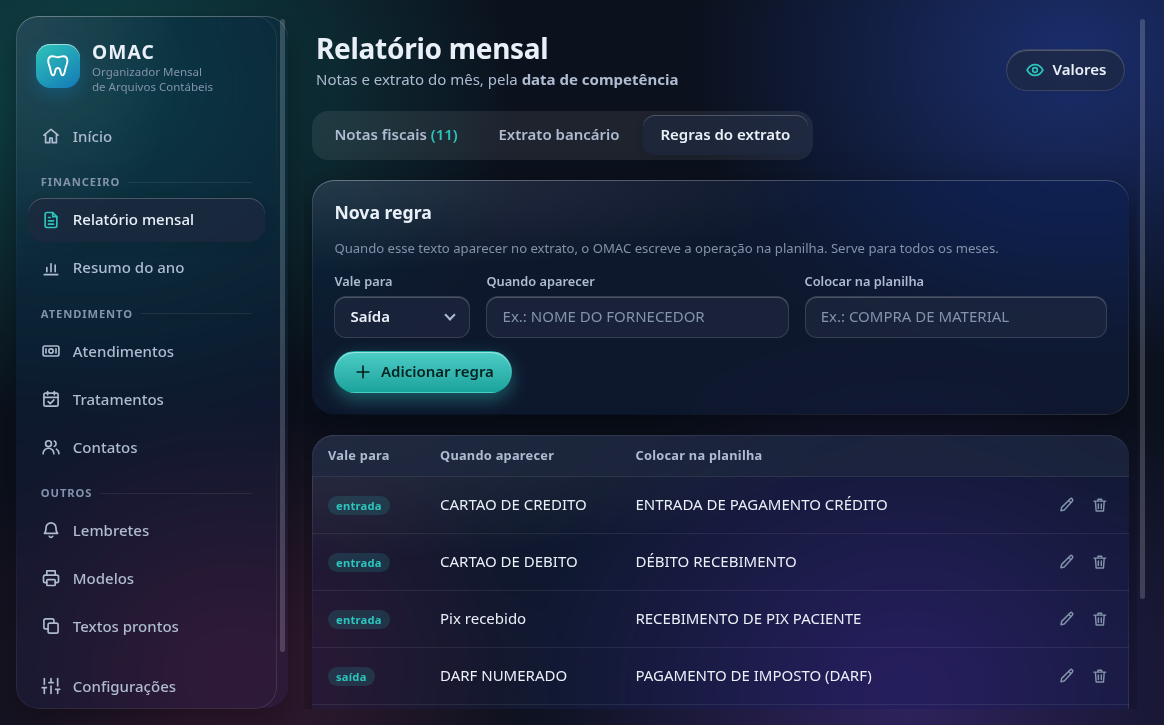 OMAC
Organizador Mensal
de Arquivos Contábeis
Início
FINANCEIRO
Relatório mensal
Resumo do ano
ATENDIMENTO
Atendimentos
Tratamentos
Contatos
OUTROS
Lembretes
Modelos
Textos prontos
Configurações
Relatório mensal
Notas e extrato do mês, pela data de competência
Valores
Notas fiscais (11) Extrato bancário Regras do extrato
Nova regra
Quando esse texto aparecer no extrato, o OMAC escreve a operação na planilha. Serve para todos os meses.
Vale para Quando aparecer Colocar na planilha
Saída Ex.: NOME DO FORNECEDOR Ex.: COMPRA DE MATERIAL
Adicionar regra
Vale para Quando aparecer Colocar na planilha
entrada CARTAO DE CREDITO ENTRADA DE PAGAMENTO CRÉDITO
entrada CARTAO DE DEBITO DÉBITO RECEBIMENTO
entrada Pix recebido RECEBIMENTO DE PIX PACIENTE
saída DARF NUMERADO PAGAMENTO DE IMPOSTO (DARF)